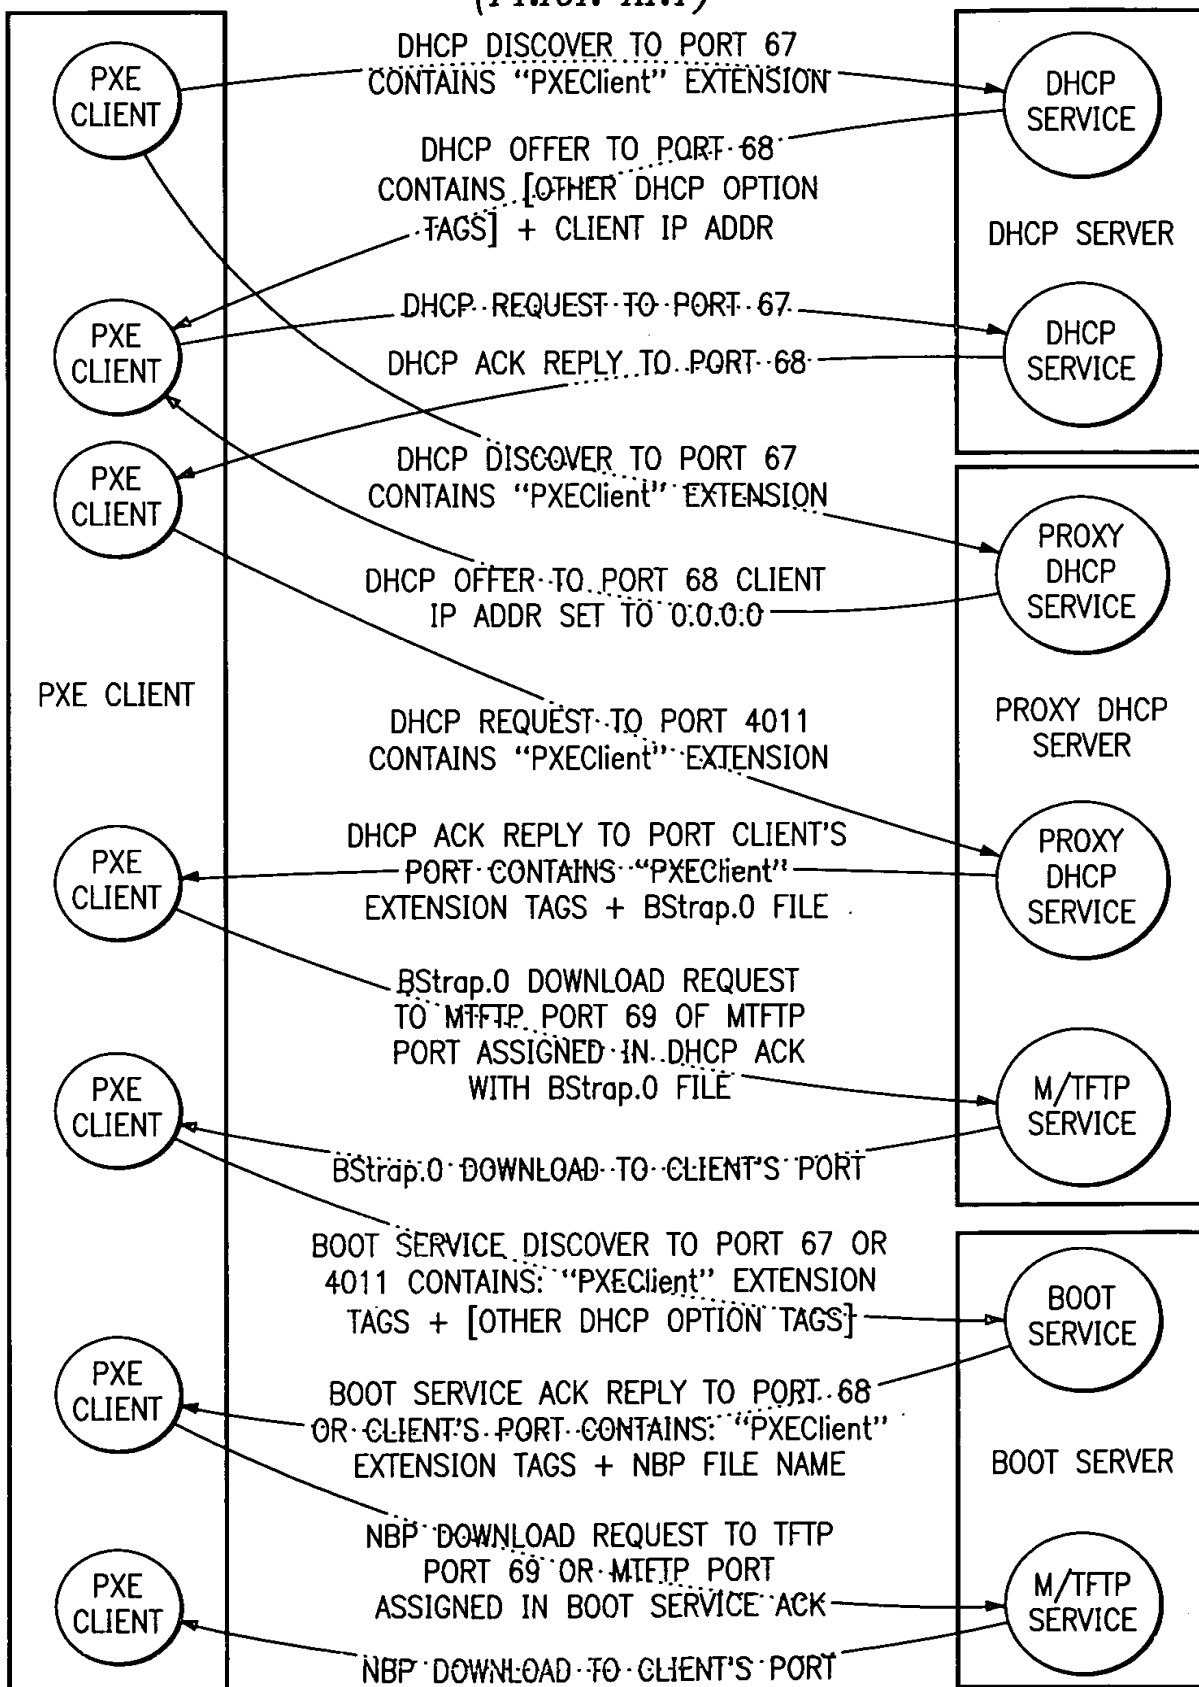 PXE
CLIENT
DHCP DISCOVER TO PORT 67
CONTAINS "PXEClient" EXTENSION
DHCP
SERVICE
DHCP OFFER TO PORT 68
CONTAINS [OTHER DHCP OPTION
TAGS] + CLIENT IP ADDR
DHCP SERVER
PXE
CLIENT
DHCP REQUEST TO PORT 67
DHCP
SERVICE
DHCP ACK REPLY TO PORT 68
PXE
CLIENT
DHCP DISCOVER TO PORT 67
CONTAINS "PXEClient" EXTENSION
PROXY
DHCP
SERVICE
DHCP OFFER TO PORT 68 CLIENT
IP ADDR SET TO 0.0.0.0
PXE CLIENT
PROXY DHCP
SERVER
DHCP REQUEST TO PORT 4011
CONTAINS "PXEClient" EXTENSION
PXE
CLIENT
DHCP ACK REPLY TO PORT CLIENT'S
PORT CONTAINS "PXEClient"
EXTENSION TAGS + BStrap.0 FILE
PROXY
DHCP
SERVICE
BStrap.0 DOWNLOAD REQUEST
TO MTFTP PORT 69 OF MTFTP
PORT ASSIGNED IN DHCP ACK
WITH BStrap.0 FILE
PXE
CLIENT
M/TFTP
SERVICE
BStrap.0 DOWNLOAD TO CLIENT'S PORT
BOOT SERVICE DISCOVER TO PORT 67 OR
4011 CONTAINS: "PXEClient" EXTENSION
TAGS + [OTHER DHCP OPTION TAGS]
BOOT
SERVICE
PXE
CLIENT
BOOT SERVICE ACK REPLY TO PORT 68
OR CLIENT'S PORT CONTAINS: "PXEClient"
EXTENSION TAGS + NBP FILE NAME
BOOT SERVER
NBP DOWNLOAD REQUEST TO TFTP
PORT 69 OR MTFTP PORT
ASSIGNED IN BOOT SERVICE ACK
PXE
CLIENT
M/TFTP
SERVICE
NBP DOWNLOAD TO CLIENT'S PORT